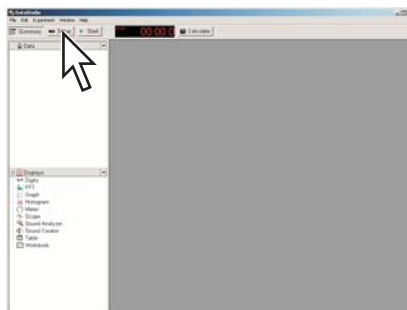 DataStudio
File Edit Experiment Window Help
Summary Setup Start 00:00.0 Calculate
Data
Displays
Digits
FFT
Graph
Histogram
Meter
Scope
Sound Analyzer
Sound Creator
Table
Workbook